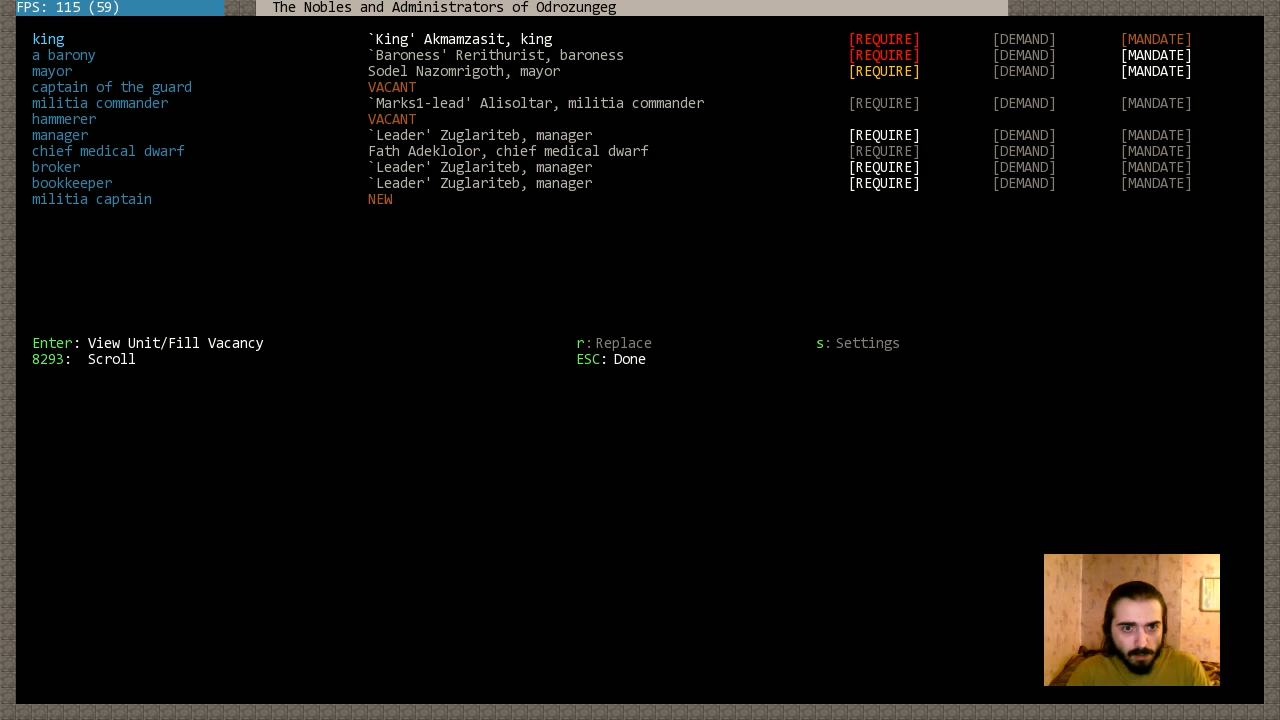 FPS: 115 (59) The Nobles and Administrators of Odrozungeg
king `King' Akmamzasit, king [REQUIRE] [DEMAND] [MANDATE]
a barony `Baroness' Rerithurist, baroness [REQUIRE] [DEMAND] [MANDATE]
mayor Sodel Nazomrigoth, mayor [REQUIRE] [DEMAND] [MANDATE]
captain of the guard VACANT
militia commander `Marks1-lead' Alisoltar, militia commander [REQUIRE] [DEMAND] [MANDATE]
hammerer VACANT
manager `Leader' Zuglariteb, manager [REQUIRE] [DEMAND] [MANDATE]
chief medical dwarf Fath Adeklolor, chief medical dwarf [REQUIRE] [DEMAND] [MANDATE]
broker `Leader' Zuglariteb, manager [REQUIRE] [DEMAND] [MANDATE]
bookkeeper `Leader' Zuglariteb, manager [REQUIRE] [DEMAND] [MANDATE]
militia captain NEW
Enter: View Unit/Fill Vacancy r: Replace s: Settings
8293: Scroll ESC: Done